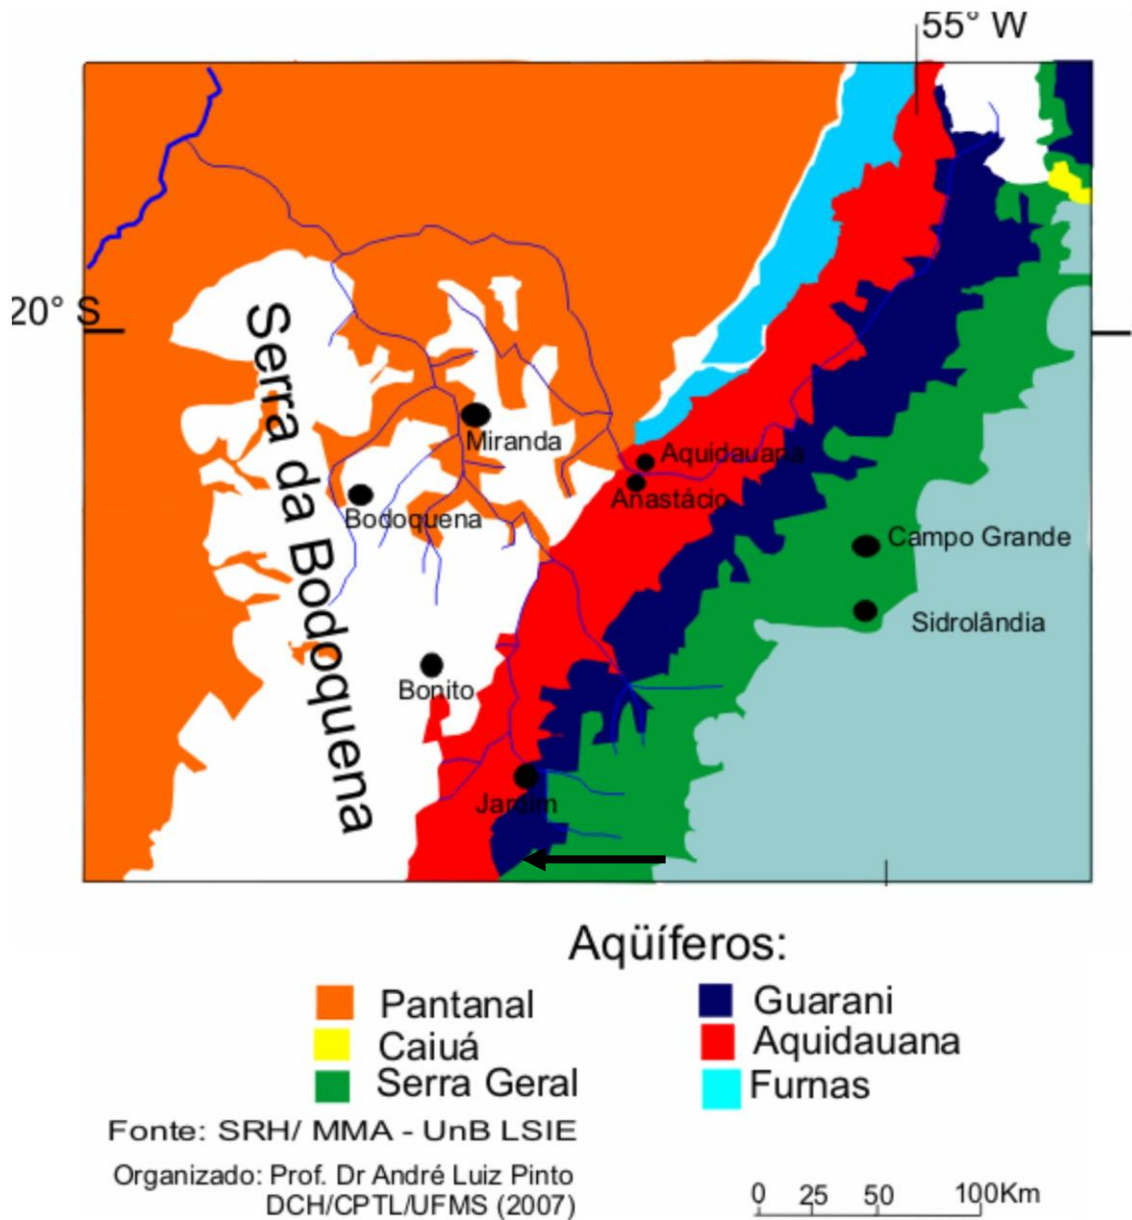 55° W
20° S
Serra da Bodoquena
Miranda
Aquidauana
Anastácio
Bodoquena
Campo Grande
Sidrolândia
Bonito
Jardim
Aqüíferos:
Pantanal
Guarani
Caiuá
Aquidauana
Serra Geral
Furnas
Fonte: SRH/ MMA - UnB LSIE
Organizado: Prof. Dr André Luiz Pinto
DCH/CPTL/UFMS (2007)
0 25 50 100Km